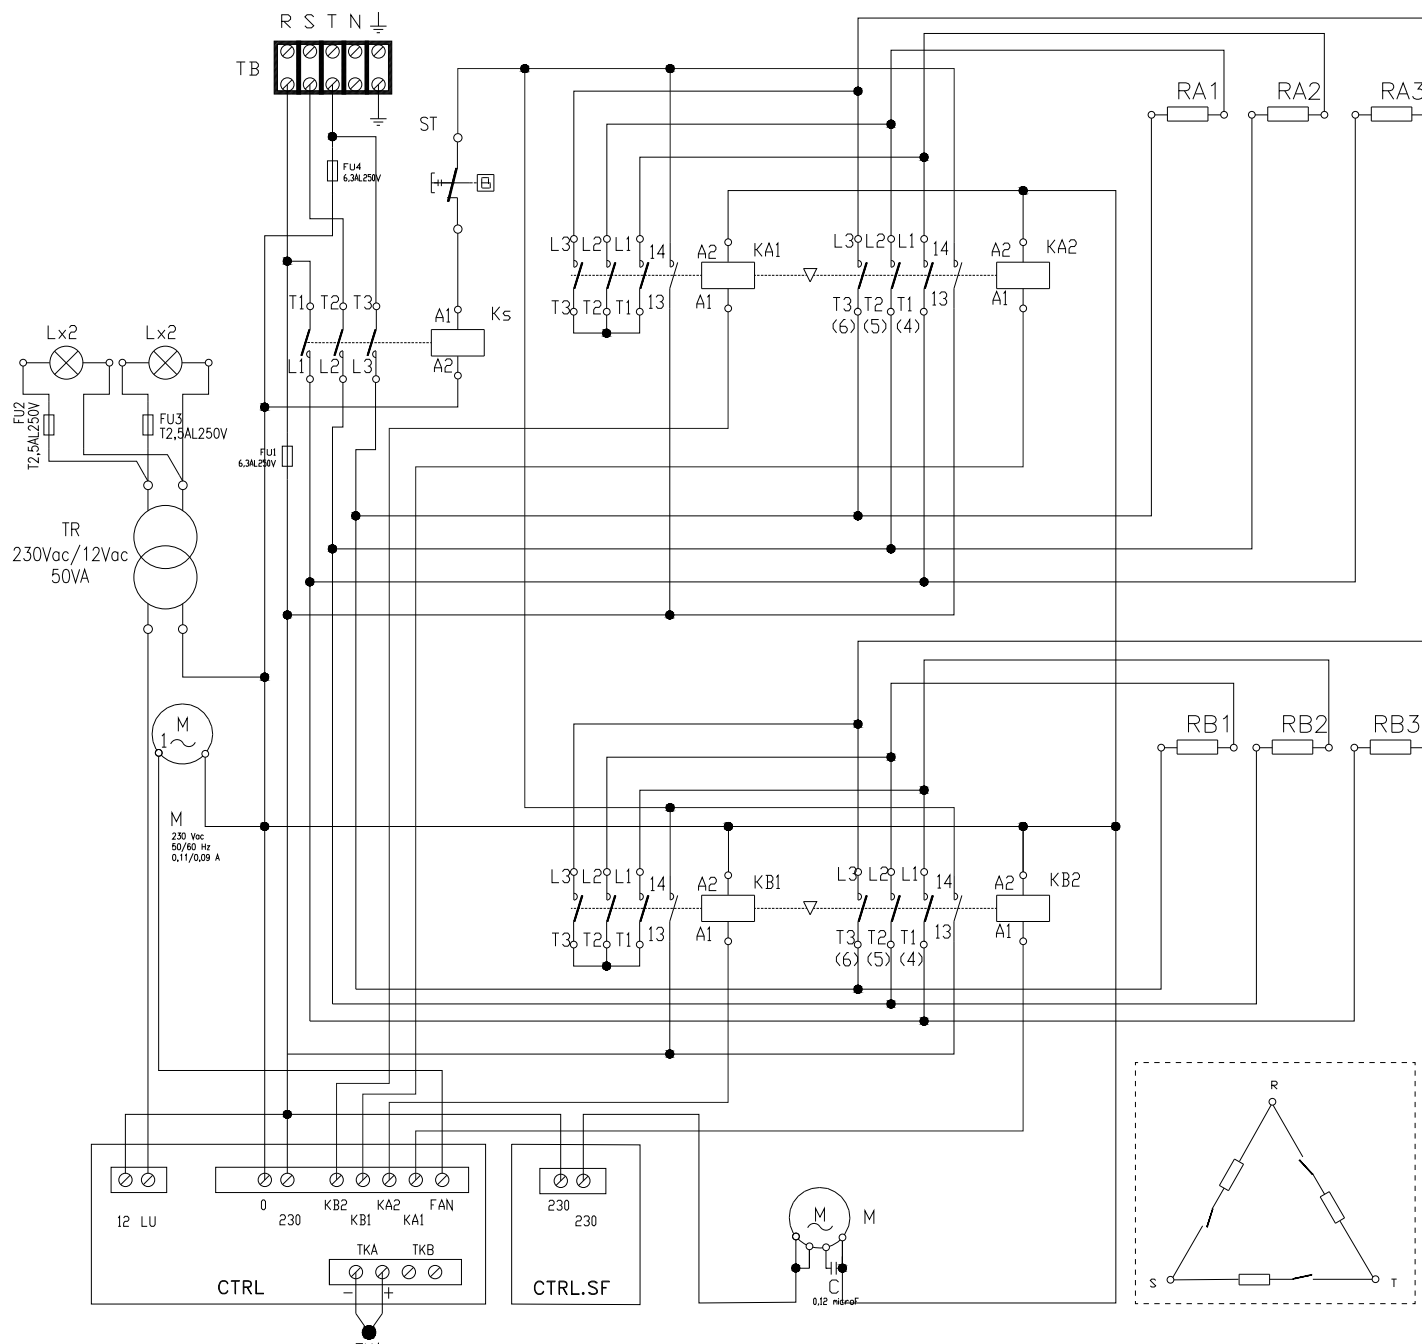 R S T N
TB
ST
FU4
6,3AL250V
RA1
RA2
RA3
L3 L2 L1 14
A2
KA1
A1
T3 T2 T1 13
L3 L2 L1 14
A2
KA2
A1
T3 T2 T1 13
(6) (5) (4)
T1 T2 T3
A1
Ks
A2
L1 L2 L3
Lx2
Lx2
FU2
T2,5AL250V
FU3
T2,5AL250V
FU1
6,3AL250V
TR
230Vac/12Vac
50VA
M
1
M
230 Vac
50/60 Hz
0,11/0,09 A
RB1
RB2
RB3
L3 L2 L1 14
A2
KB1
A1
T3 T2 T1 13
L3 L2 L1 14
A2
KB2
A1
T3 T2 T1 13
(6) (5) (4)
12 LU
0
230
KB2
KB1
KA2
KA1
FAN
TKA
TKB
CTRL
- +
230
230
CTRL.SF
M
M
C
0,12 microF
R
S
T